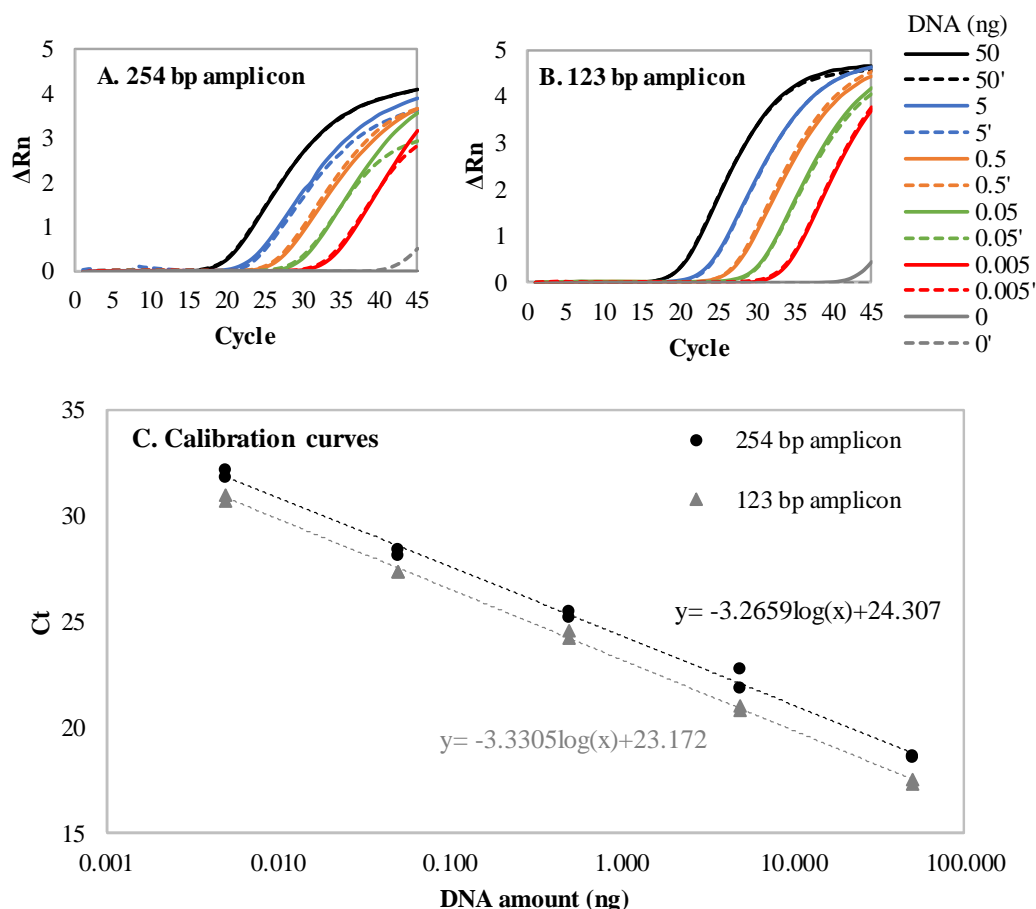 A. 254 bp amplicon
ΔRn
5
4
3
2
1
0
0 5 10 15 20 25 30 35 40 45
Cycle
B. 123 bp amplicon
ΔRn
5
4
3
2
1
0
0 5 10 15 20 25 30 35 40 45
Cycle
DNA (ng)
50
50'
5
5'
0.5
0.5'
0.05
0.05'
0.005
0.005'
0
0'
C. Calibration curves
254 bp amplicon
123 bp amplicon
Ct
35
30
25
20
15
y= -3.2659log(x)+24.307
y= -3.3305log(x)+23.172
0.001 0.010 0.100 1.000 10.000 100.000
DNA amount (ng)